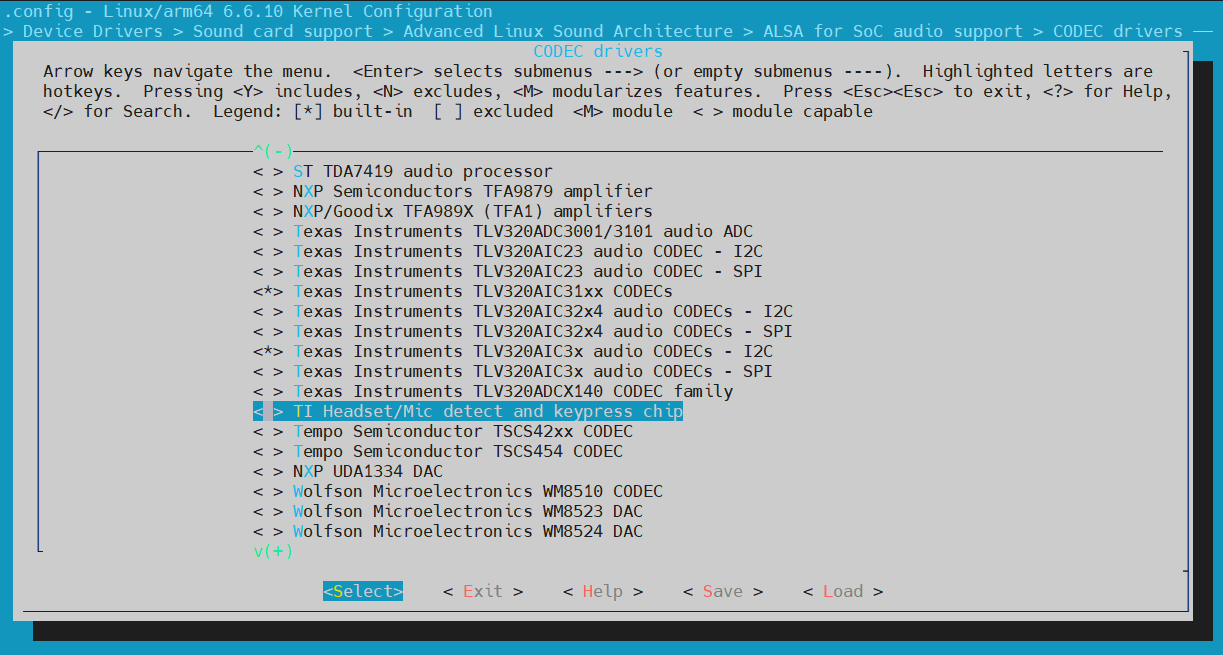 .config - Linux/arm64 6.6.10 Kernel Configuration
> Device Drivers > Sound card support > Advanced Linux Sound Architecture > ALSA for SoC audio support > CODEC drivers
CODEC drivers
Arrow keys navigate the menu.  <Enter> selects submenus ---> (or empty submenus ----).  Highlighted letters are
hotkeys.  Pressing <Y> includes, <N> excludes, <M> modularizes features.  Press <Esc><Esc> to exit, <?> for Help,
</> for Search.  Legend: [*] built-in  [ ] excluded  <M> module  < > module capable
^(-)
< > ST TDA7419 audio processor
< > NXP Semiconductors TFA9879 amplifier
< > NXP/Goodix TFA989X (TFA1) amplifiers
< > Texas Instruments TLV320ADC3001/3101 audio ADC
< > Texas Instruments TLV320AIC23 audio CODEC - I2C
< > Texas Instruments TLV320AIC23 audio CODEC - SPI
<*> Texas Instruments TLV320AIC31xx CODECs
< > Texas Instruments TLV320AIC32x4 audio CODECs - I2C
< > Texas Instruments TLV320AIC32x4 audio CODECs - SPI
<*> Texas Instruments TLV320AIC3x audio CODECs - I2C
< > Texas Instruments TLV320AIC3x audio CODECs - SPI
< > Texas Instruments TLV320ADCX140 CODEC family
< > TI Headset/Mic detect and keypress chip
< > Tempo Semiconductor TSCS42xx CODEC
< > Tempo Semiconductor TSCS454 CODEC
< > NXP UDA1334 DAC
< > Wolfson Microelectronics WM8510 CODEC
< > Wolfson Microelectronics WM8523 DAC
< > Wolfson Microelectronics WM8524 DAC
v(+)
<Select>    < Exit >    < Help >    < Save >    < Load >